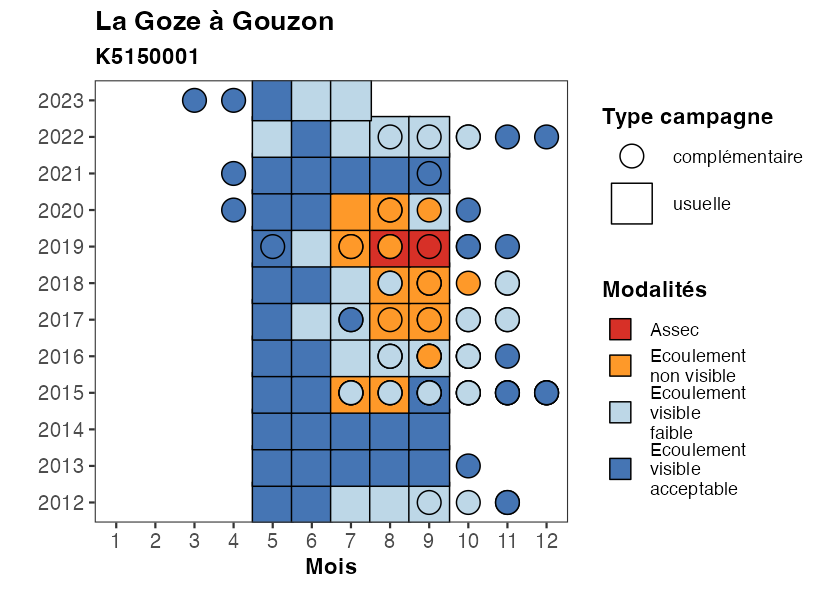 La Goze à Gouzon
K5150001
2023
2022
2021
2020
2019
2018
2017
2016
2015
2014
2013
2012
1 2 3 4 5 6 7 8 9 10 11 12
Mois
Type campagne
complémentaire
usuelle
Modalités
Assec
Ecoulement
non visible
Ecoulement
visible
faible
Ecoulement
visible
acceptable